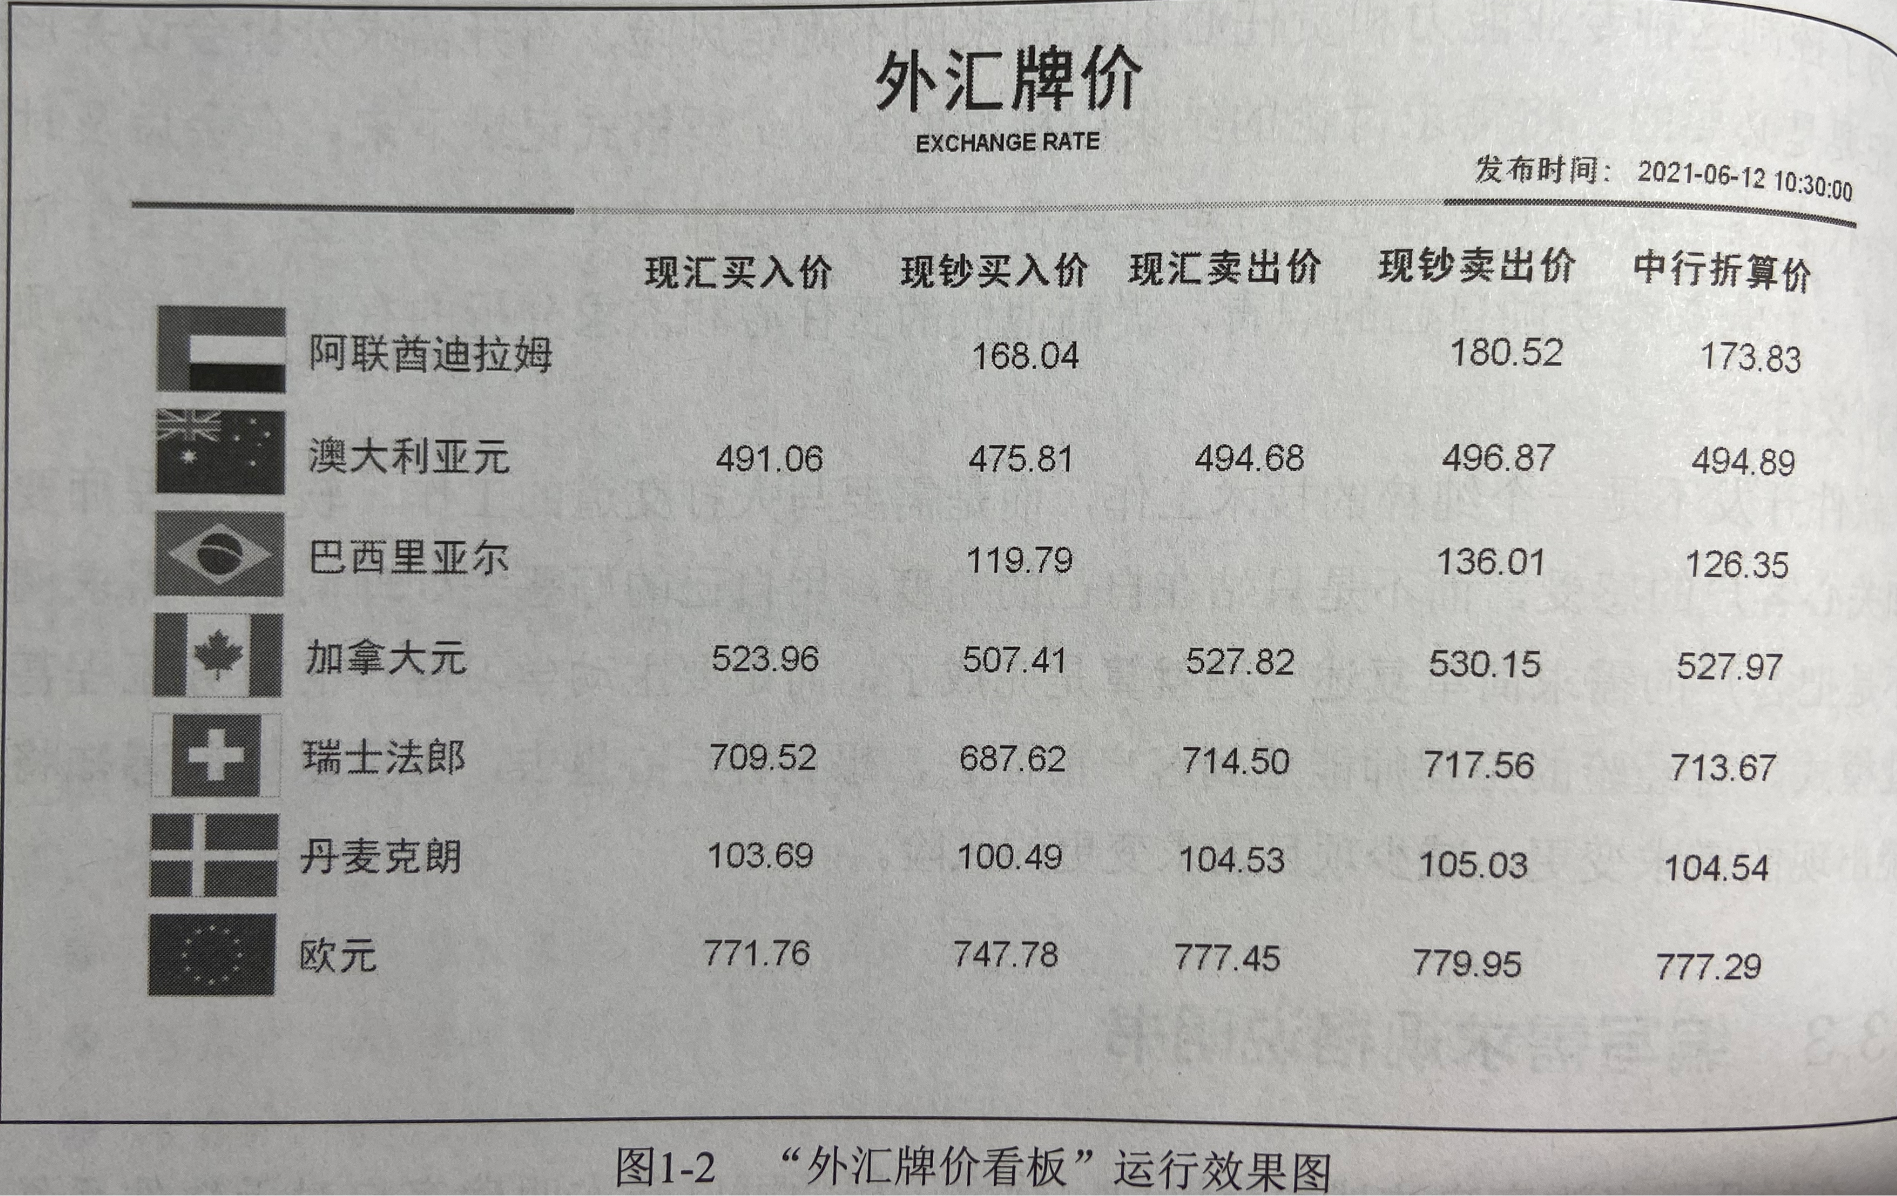 外汇牌价
EXCHANGE RATE
发布时间： 2021-06-12 10:30:00
现汇买入价 现钞买入价 现汇卖出价 现钞卖出价 中行折算价
阿联酋迪拉姆 168.04 180.52 173.83
澳大利亚元 491.06 475.81 494.68 496.87 494.89
巴西里亚尔 119.79 136.01 126.35
加拿大元 523.96 507.41 527.82 530.15 527.97
瑞士法郎 709.52 687.62 714.50 717.56 713.67
丹麦克朗 103.69 100.49 104.53 105.03 104.54
欧元 771.76 747.78 777.45 779.95 777.29
图1-2 “外汇牌价看板”运行效果图